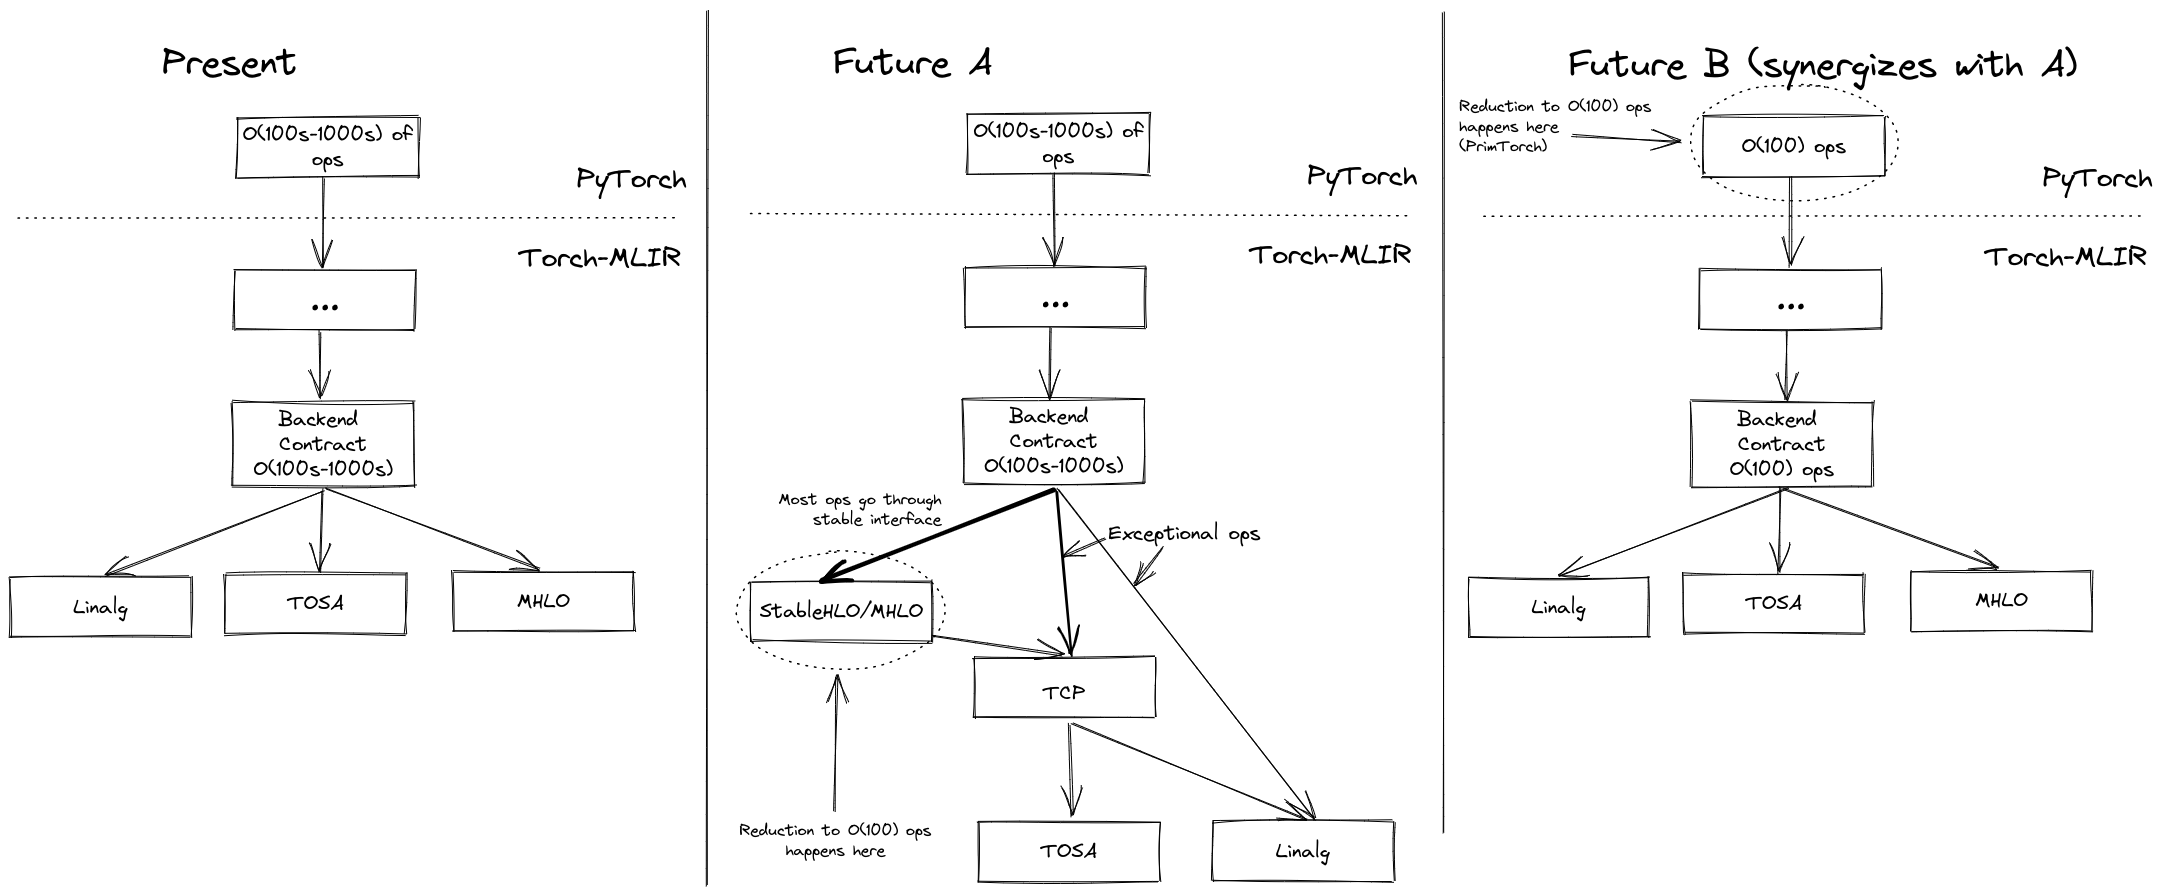 Present
O(100s-1000s) of
ops
PyTorch
Torch-MLIR
...
Backend
Contract
O(100s-1000s)
Linalg
TOSA
MHLO
Future A
O(100s-1000s) of
ops
PyTorch
Torch-MLIR
...
Backend
Contract
O(100s-1000s)
Most ops go through
stable interface
Exceptional ops
StableHLO/MHLO
TCP
Reduction to O(100) ops
happens here
TOSA
Linalg
Future B (synergizes with A)
Reduction to O(100) ops
happens here
(PrimTorch)
O(100) ops
PyTorch
Torch-MLIR
...
Backend
Contract
O(100) ops
Linalg
TOSA
MHLO